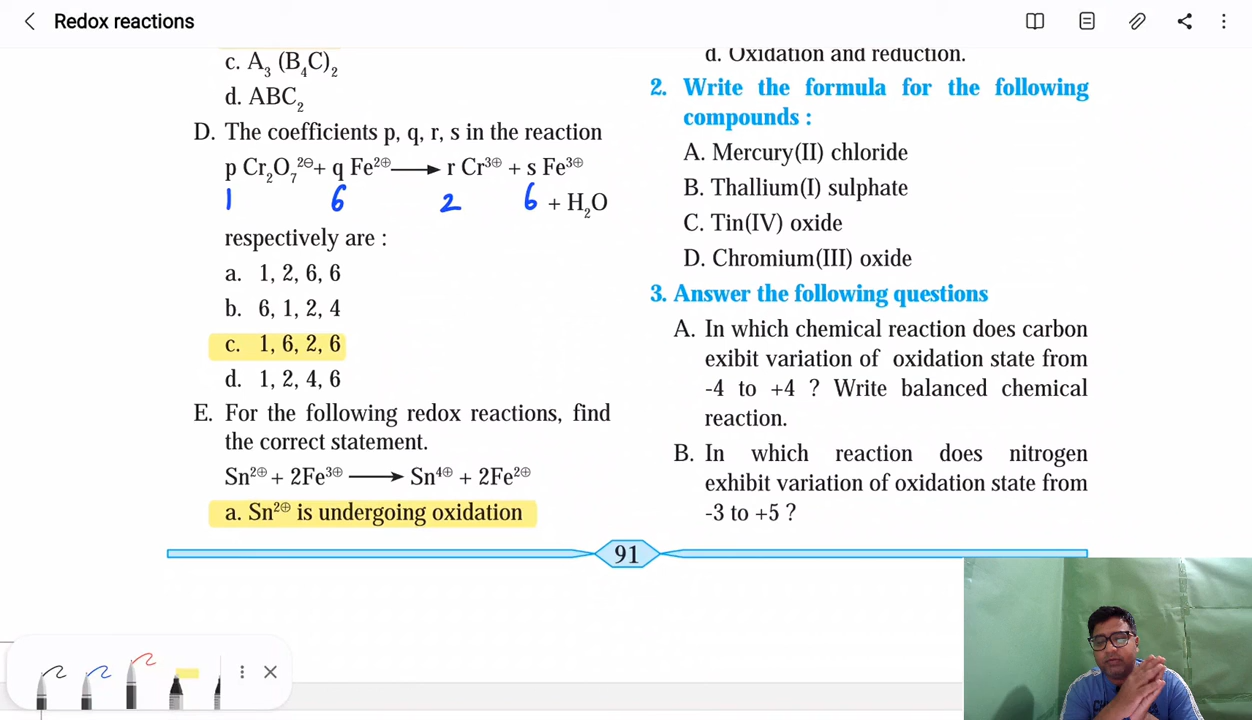 Redox reactions
c. A₃ (B₄C)₂
d. ABC₂
D. The coefficients p, q, r, s in the reaction
p Cr₂O₇²⊖ + q Fe²⊕ ⟶ r Cr³⊕ + s Fe³⊕
1 6 2 6 + H₂O
respectively are :
a. 1, 2, 6, 6
b. 6, 1, 2, 4
c. 1, 6, 2, 6
d. 1, 2, 4, 6
E. For the following redox reactions, find
the correct statement.
Sn²⊕ + 2Fe³⊕ ⟶ Sn⁴⊕ + 2Fe²⊕
a. Sn²⊕ is undergoing oxidation
d. Oxidation and reduction.
2. Write the formula for the following
compounds :
A. Mercury(II) chloride
B. Thallium(I) sulphate
C. Tin(IV) oxide
D. Chromium(III) oxide
3. Answer the following questions
A. In which chemical reaction does carbon
exibit variation of oxidation state from
-4 to +4 ? Write balanced chemical
reaction.
B. In which reaction does nitrogen
exhibit variation of oxidation state from
-3 to +5 ?
91